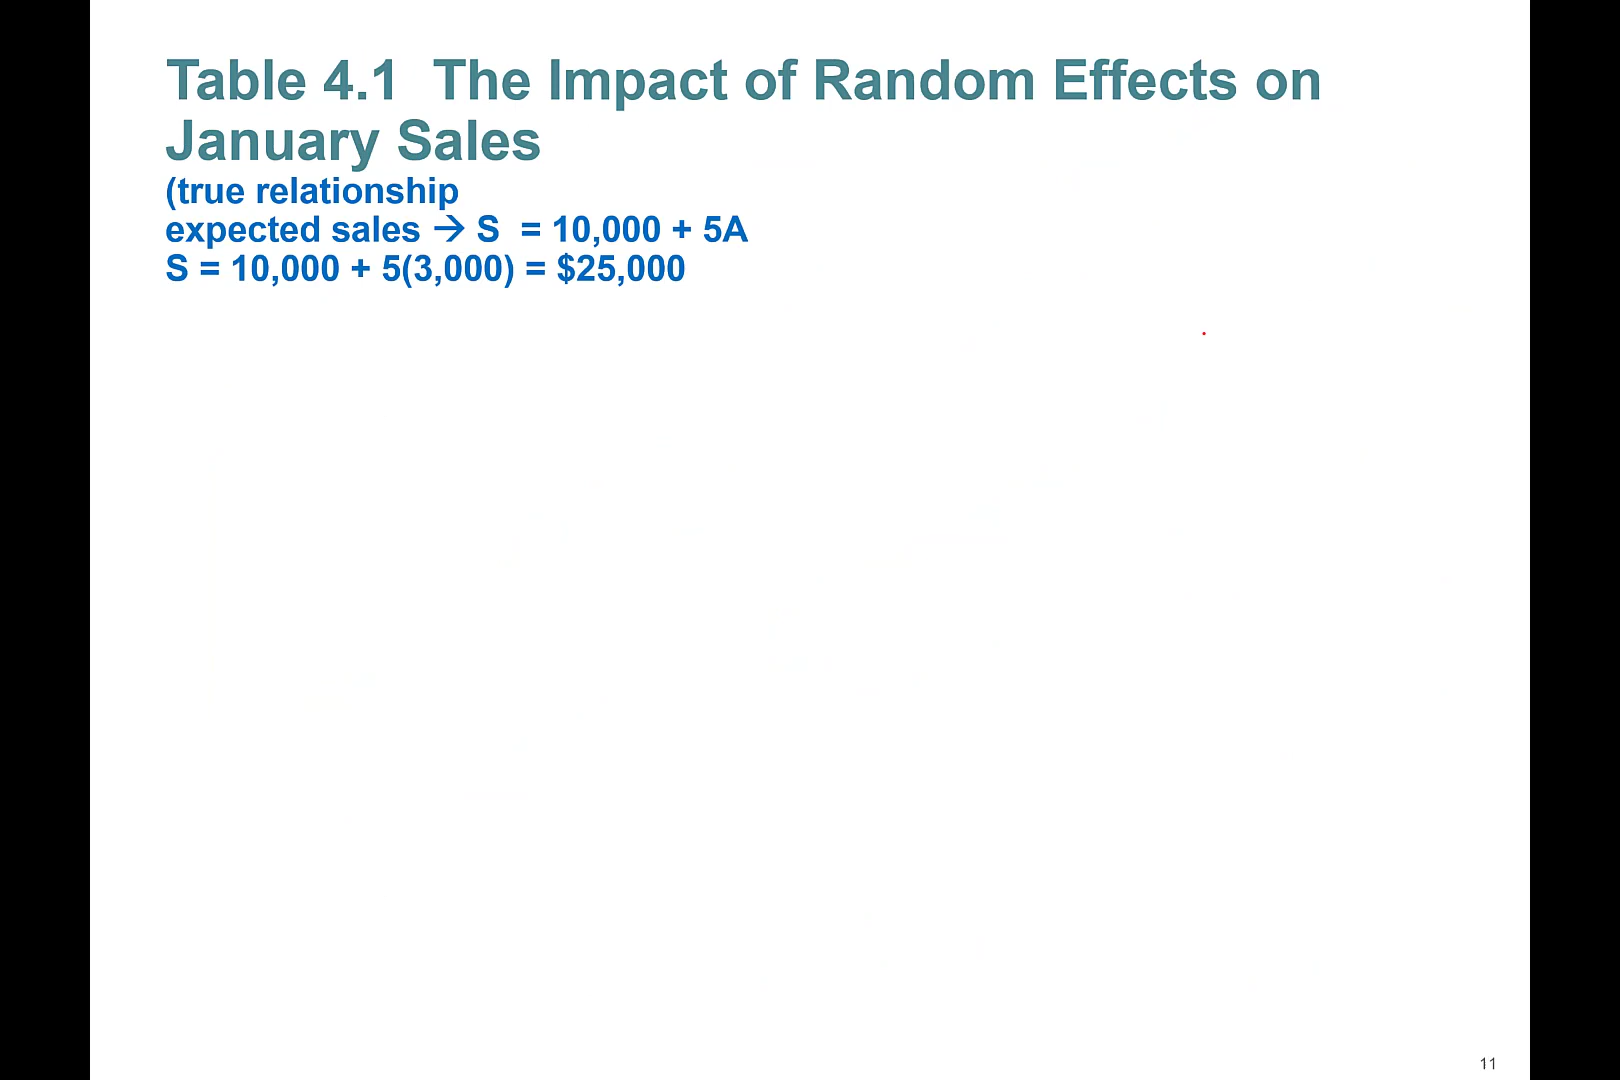 Table 4.1  The Impact of Random Effects on
January Sales
(true relationship
expected sales → S  = 10,000 + 5A
S = 10,000 + 5(3,000) = $25,000
11